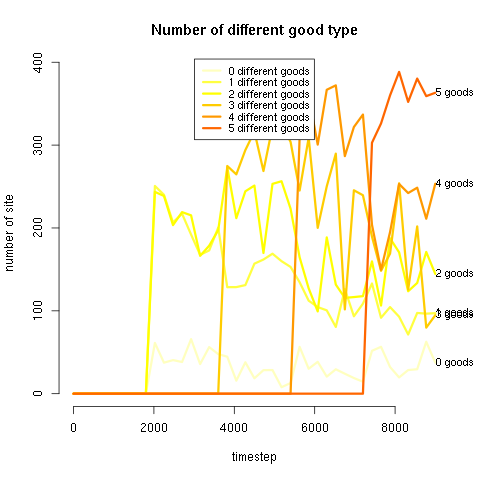 Number of different good type
400
300
200
100
0
number of site
0 different goods
1 different goods
2 different goods
3 different goods
4 different goods
5 different goods
5 goods
4 goods
2 goods
1 goods
3 goods
0 goods
0
2000
4000
6000
8000
timestep